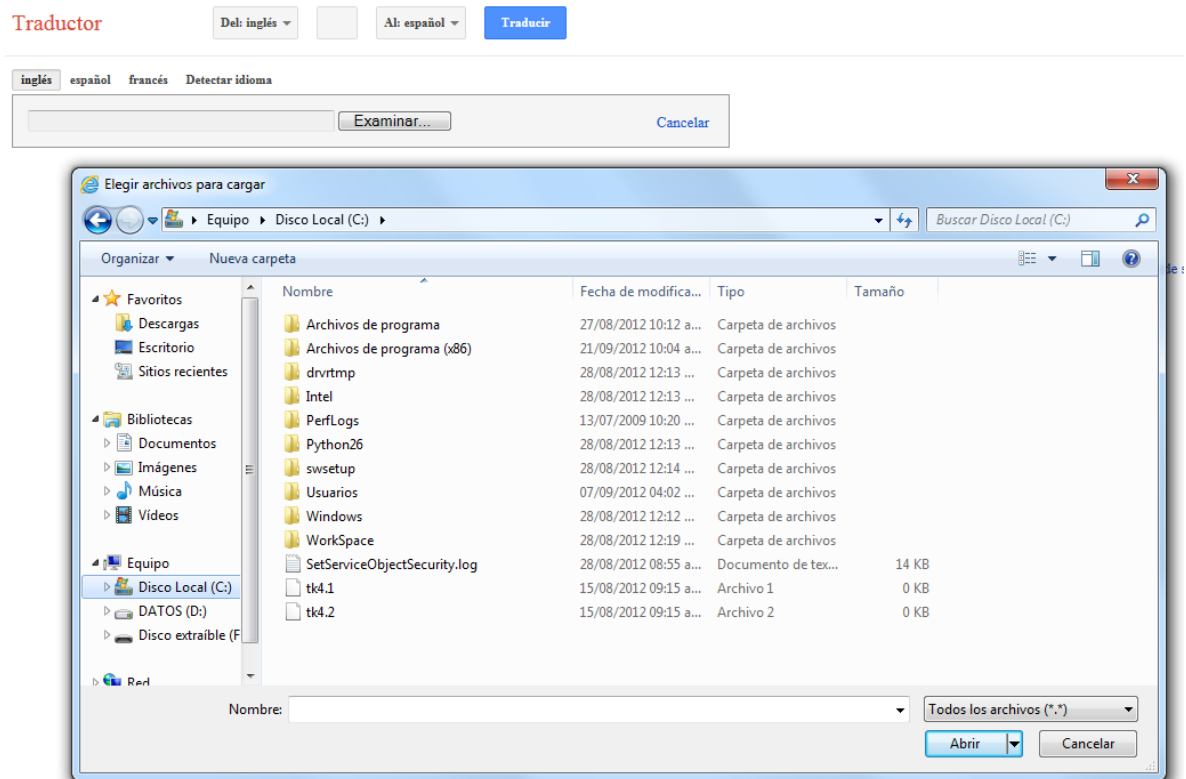 Traductor Del: inglés Al: español Traducir
inglés español francés Detectar idioma
Examinar... Cancelar
Elegir archivos para cargar
Equipo Disco Local (C:) Buscar Disco Local (C:)
Organizar Nueva carpeta
de s
Favoritos
Descargas
Escritorio
Sitios recientes
Bibliotecas
Documentos
Imágenes
Música
Vídeos
Equipo
Disco Local (C:)
DATOS (D:)
Disco extraíble (F
Red
Nombre Fecha de modifica... Tipo Tamaño
Archivos de programa 27/08/2012 10:12 a... Carpeta de archivos
Archivos de programa (x86) 21/09/2012 10:04 a... Carpeta de archivos
drvrtmp 28/08/2012 12:13 ... Carpeta de archivos
Intel 28/08/2012 12:13 ... Carpeta de archivos
PerfLogs 13/07/2009 10:20 ... Carpeta de archivos
Python26 28/08/2012 12:13 ... Carpeta de archivos
swsetup 28/08/2012 12:14 ... Carpeta de archivos
Usuarios 07/09/2012 04:02 ... Carpeta de archivos
Windows 28/08/2012 12:12 ... Carpeta de archivos
WorkSpace 28/08/2012 12:19 ... Carpeta de archivos
SetServiceObjectSecurity.log 28/08/2012 08:55 a... Documento de tex... 14 KB
tk4.1 15/08/2012 09:15 a... Archivo 1 0 KB
tk4.2 15/08/2012 09:15 a... Archivo 2 0 KB
Nombre: Todos los archivos (*.*)
Abrir Cancelar